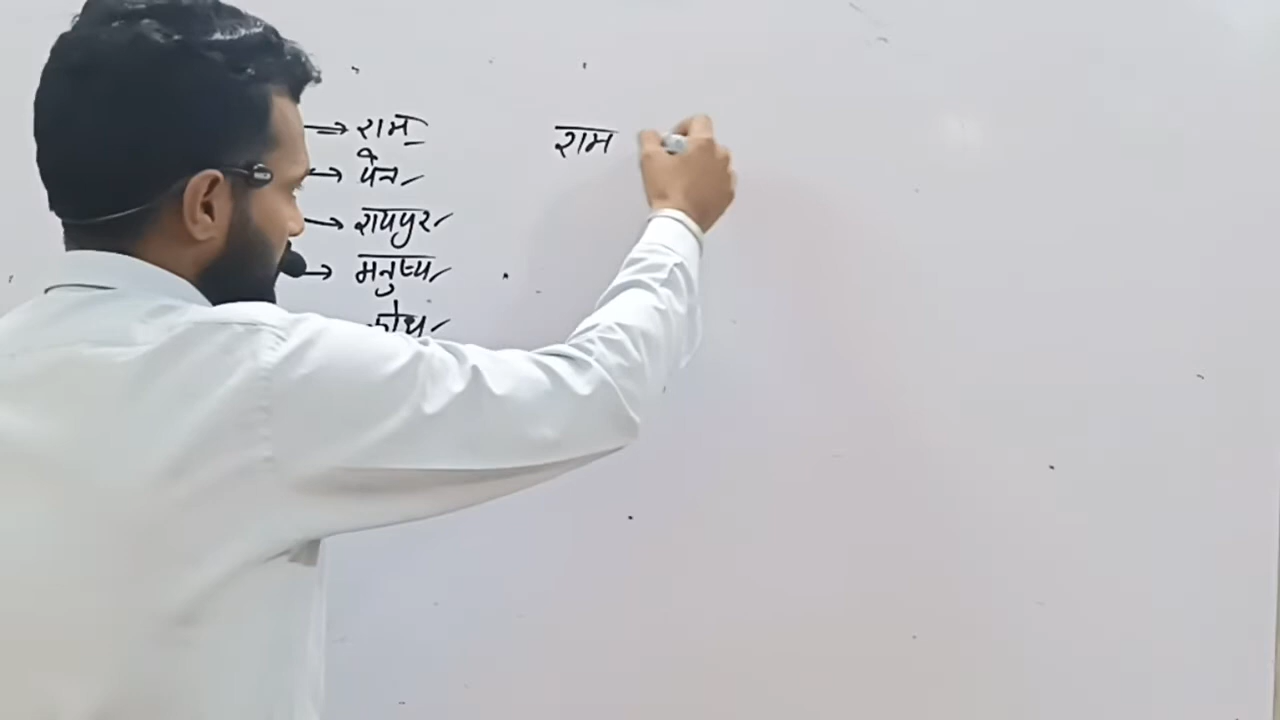 राम
पेन
रायपुर
मनुष्य
क्रोध
राम